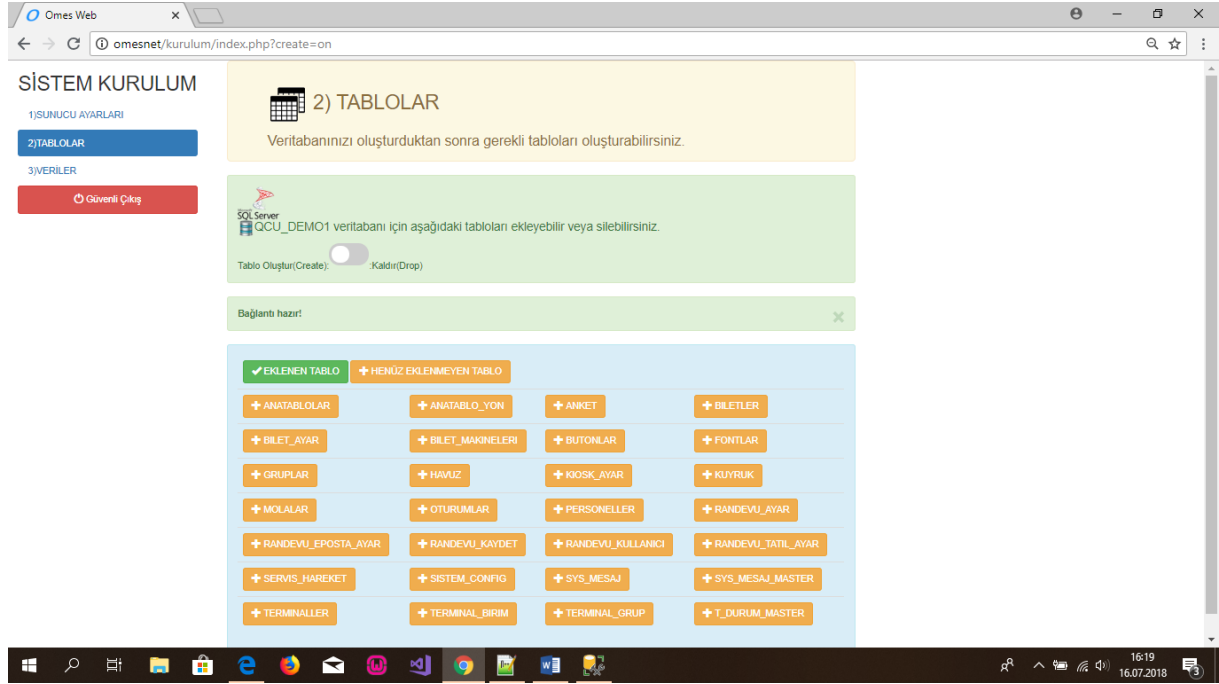 Omes Web
omesnet/kurulum/index.php?create=on
SİSTEM KURULUM
1)SUNUCU AYARLARI
2)TABLOLAR
3)VERİLER
Güvenli Çıkış
2) TABLOLAR
Veritabanınızı oluşturduktan sonra gerekli tabloları oluşturabilirsiniz.
SQL Server
QCU_DEMO1 veritabanı için aşağıdaki tabloları ekleyebilir veya silebilirsiniz.
Tablo Oluştur(Create): :Kaldır(Drop)
Bağlantı hazır!
EKLENEN TABLO HENÜZ EKLENMEYEN TABLO
ANATABLOLAR ANATABLO_YON ANKET BILETLER
BILET_AYAR BILET_MAKINELERI BUTONLAR FONTLAR
GRUPLAR HAVUZ KIOSK_AYAR KUYRUK
MOLALAR OTURUMLAR PERSONELLER RANDEVU_AYAR
RANDEVU_EPOSTA_AYAR RANDEVU_KAYDET RANDEVU_KULLANICI RANDEVU_TATIL_AYAR
SERVIS_HAREKET SISTEM_CONFIG SYS_MESAJ SYS_MESAJ_MASTER
TERMINALLER TERMINAL_BIRIM TERMINAL_GRUP T_DURUM_MASTER
16:19
16.07.2018
3